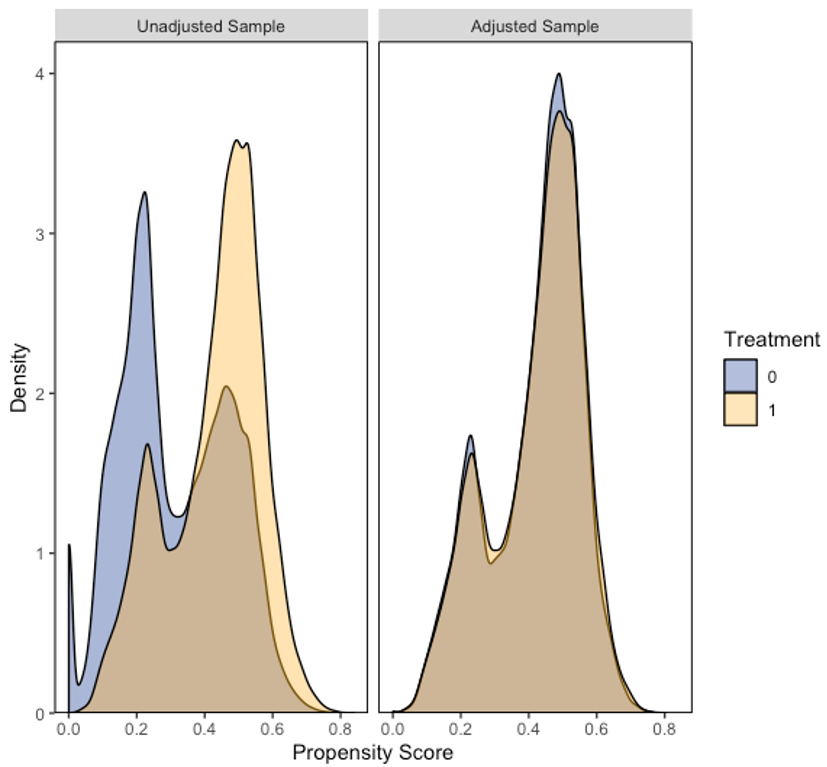 Unadjusted Sample
Adjusted Sample
4
3
2
1
0
Density
0.0 0.2 0.4 0.6 0.8
0.0 0.2 0.4 0.6 0.8
Propensity Score
Treatment
0
1